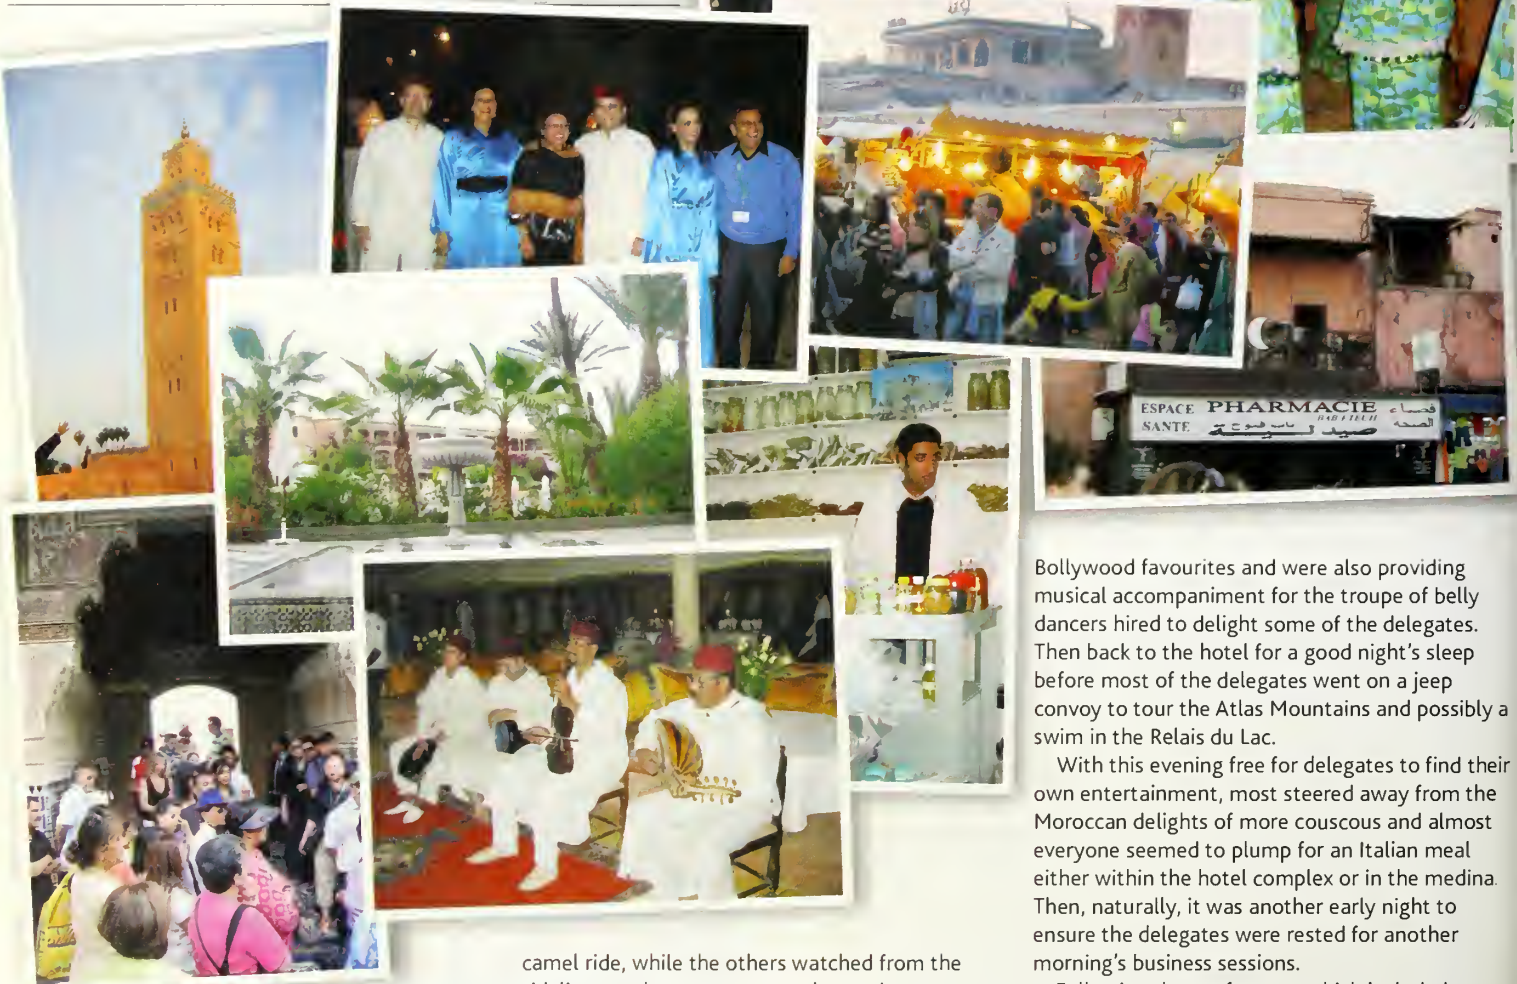 ESPACE PHARMACIE فضاء
SANTE صيدلية الصحة
camel ride, while the others watched from the
Bollywood favourites and were also providing
musical accompaniment for the troupe of belly
dancers hired to delight some of the delegates.
Then back to the hotel for a good night's sleep
before most of the delegates went on a jeep
convoy to tour the Atlas Mountains and possibly a
swim in the Relais du Lac.
With this evening free for delegates to find their
own entertainment, most steered away from the
Moroccan delights of more couscous and almost
everyone seemed to plump for an Italian meal
either within the hotel complex or in the medina.
Then, naturally, it was another early night to
ensure the delegates were rested for another
morning's business sessions.